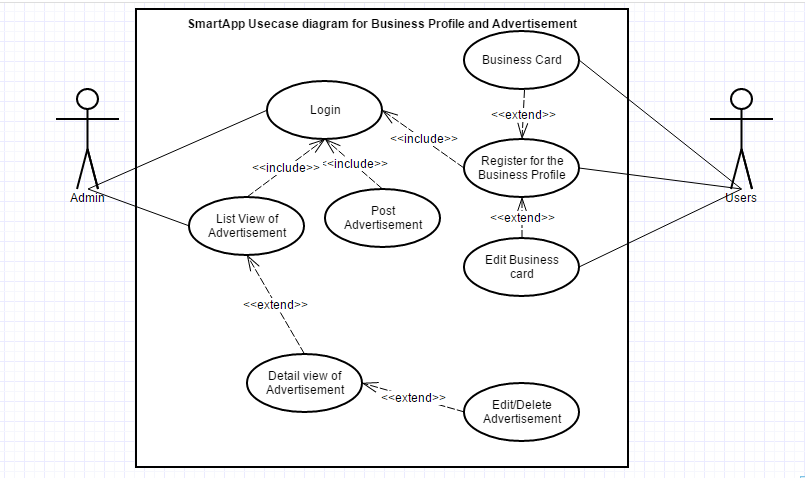 SmartApp Usecase diagram for Business Profile and Advertisement
Business Card
<<extend>>
Login
<<include>>
Register for the
Business Profile
<<include>>
<<include>>
Admin
Users
List View of
Advertisement
Post
Advertisement
<<extend>>
Edit Business
card
<<extend>>
Detail view of
Advertisement
<<extend>>
Edit/Delete
Advertisement